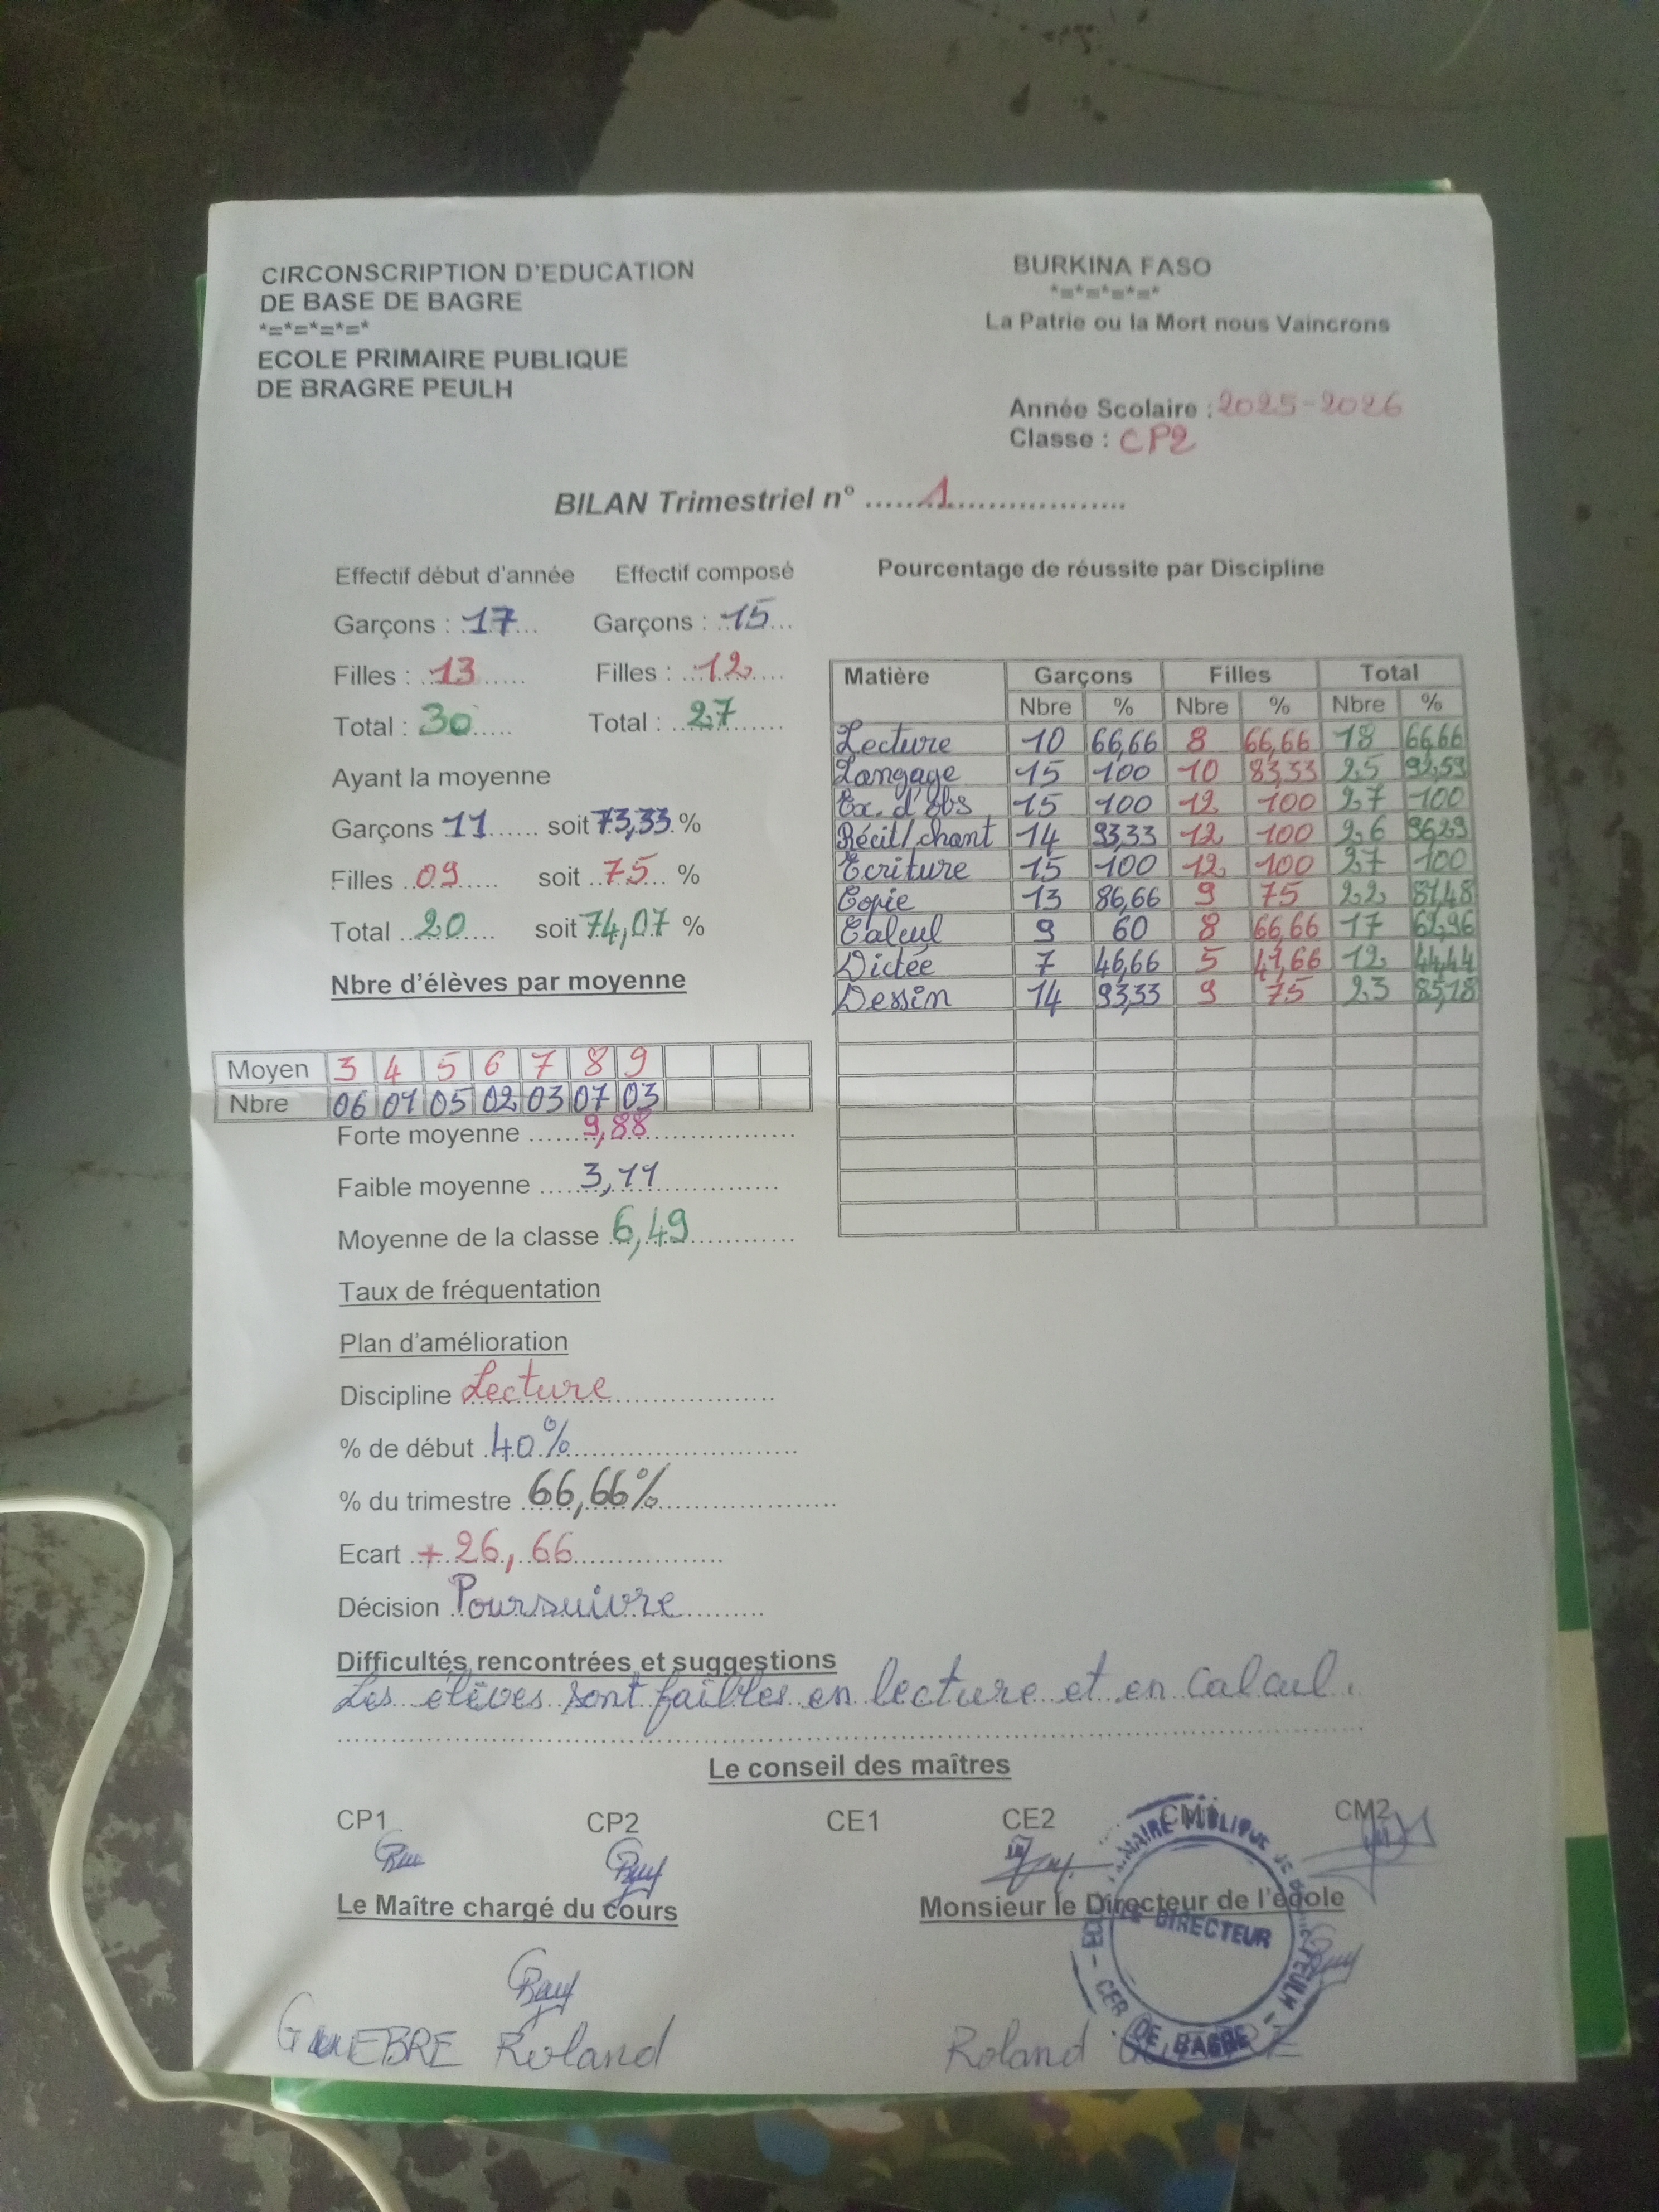 CIRCONSCRIPTION D'EDUCATION
DE BASE DE BAGRE
*=*=*=*=*=*
ECOLE PRIMAIRE PUBLIQUE
DE BRAGRE PEULH
BURKINA FASO
*=*=*=*=*
La Patrie ou la Mort nous Vaincrons
Année Scolaire : 2025-2026
Classe : CP2
BILAN Trimestriel n° ......1....................
Effectif début d'année Effectif composé
Garçons : 17 Garçons : 15
Filles : 13 Filles : 12
Total : 30 Total : 27
Ayant la moyenne
Garçons 11 soit 73,33 %
Filles 09 soit 75 %
Total 20 soit 74,07 %
Nbre d'élèves par moyenne
Moyen 3 4 5 6 7 8 9
Nbre 06 01 05 02 03 07 03
Forte moyenne 9,88
Faible moyenne 3,11
Moyenne de la classe 6,49
Taux de fréquentation
Plan d'amélioration
Discipline Lecture
% de début 40%
% du trimestre 66,66%
Ecart +26,66
Décision Poursuivre
Pourcentage de réussite par Discipline
Matière Garçons Filles Total
Nbre % Nbre % Nbre %
Lecture 10 66,66 8 66,66 18 66,66
Langage 15 100 10 83,33 25 92,59
Ex. d'obs 15 100 12 100 27 100
Récit/chant 14 93,33 12 100 26 96,29
Ecriture 15 100 12 100 27 100
Copie 13 86,66 9 75 22 81,48
Calcul 9 60 8 66,66 17 62,96
Dictée 7 46,66 5 41,66 12 44,44
Dessin 14 93,33 9 75 23 85,18
Difficultés rencontrées et suggestions
Les élèves sont faibles en lecture et en calcul.
Le conseil des maîtres
CP1 CP2 CE1 CE2 CM1 CM2
Le Maître chargé du cours Monsieur le Directeur de l'école
LE DIRECTEUR
CEB DE BAGRE
Roland
Roland